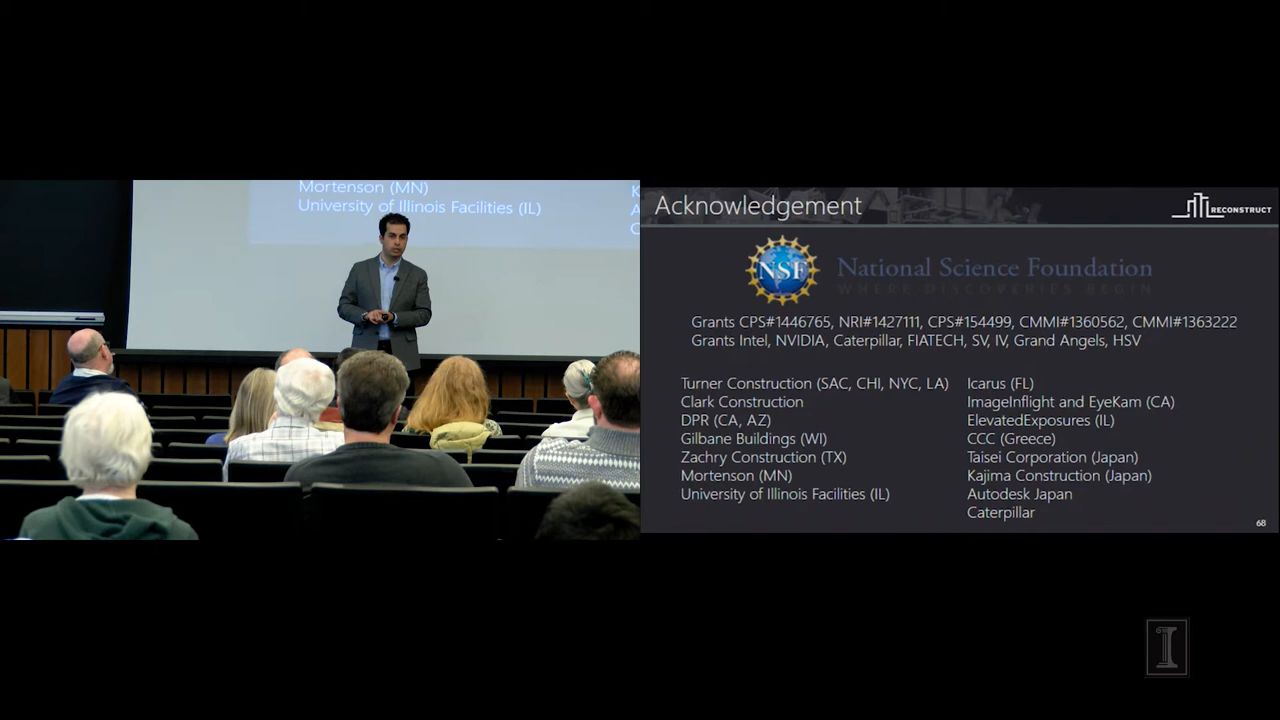 Mortenson (MN)
University of Illinois Facilities (IL)
K
A
C
Acknowledgement
RECONSTRUCT
NSF
National Science Foundation
WHERE DISCOVERIES BEGIN
Grants CPS#1446765, NRI#1427111, CPS#154499, CMMI#1360562, CMMI#1363222
Grants Intel, NVIDIA, Caterpillar, FIATECH, SV, IV, Grand Angels, HSV
Turner Construction (SAC, CHI, NYC, LA)
Clark Construction
DPR (CA, AZ)
Gilbane Buildings (WI)
Zachry Construction (TX)
Mortenson (MN)
University of Illinois Facilities (IL)
Icarus (FL)
ImageInflight and EyeKam (CA)
ElevatedExposures (IL)
CCC (Greece)
Taisei Corporation (Japan)
Kajima Construction (Japan)
Autodesk Japan
Caterpillar
68
I